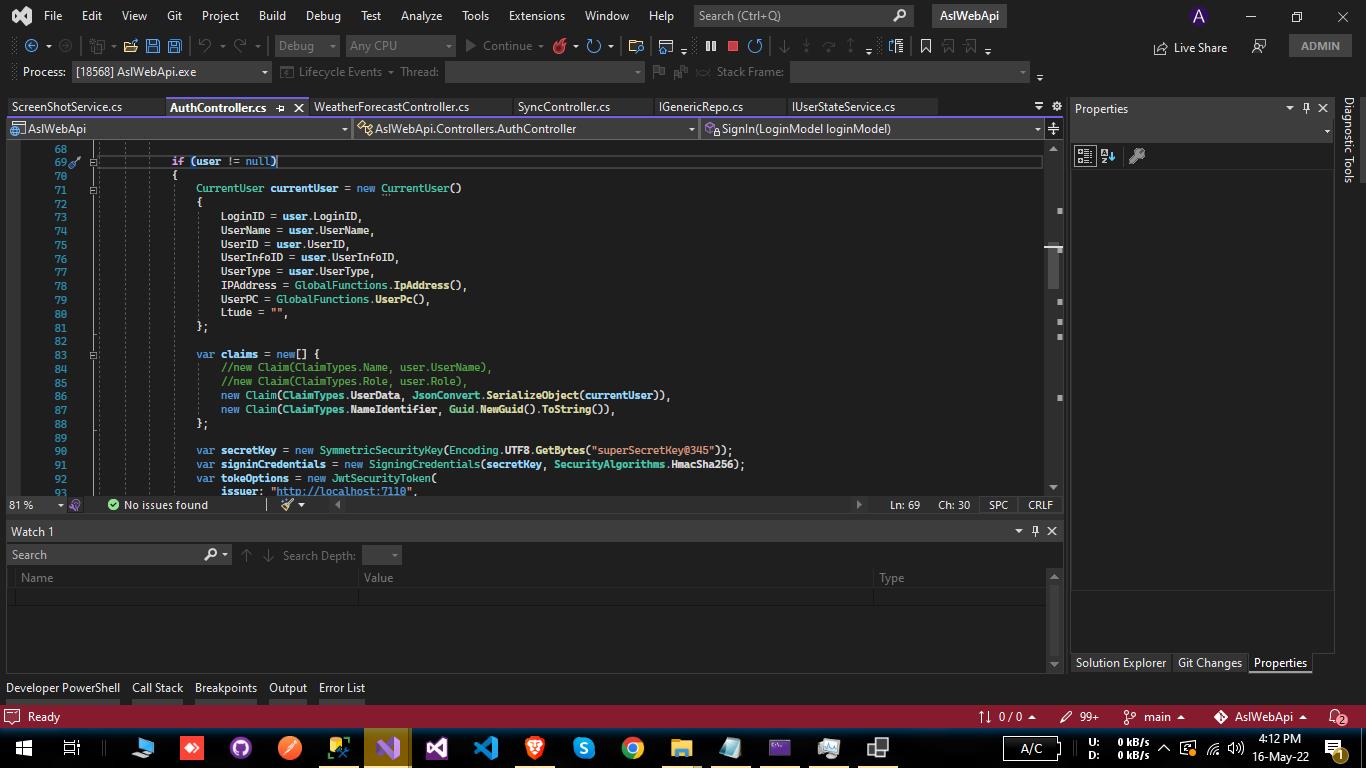 File Edit View Git Project Build Debug Test Analyze Tools Extensions Window Help Search (Ctrl+Q) AslWebApi A
Debug Any CPU Continue Live Share ADMIN
Process: [18568] AslWebApi.exe Lifecycle Events Thread: Stack Frame:
ScreenShotService.cs AuthController.cs WeatherForecastController.cs SyncController.cs IGenericRepo.cs IUserStateService.cs
AslWebApi AslWebApi.Controllers.AuthController SignIn(LoginModel loginModel)
68
69 if (user != null)
70 {
71 CurrentUser currentUser = new CurrentUser()
72 {
73 LoginID = user.LoginID,
74 UserName = user.UserName,
75 UserID = user.UserID,
76 UserInfoID = user.UserInfoID,
77 UserType = user.UserType,
78 IPAddress = GlobalFunctions.IpAddress(),
79 UserPC = GlobalFunctions.UserPc(),
80 Ltude = "",
81 };
82
83 var claims = new[] {
84 //new Claim(ClaimTypes.Name, user.UserName),
85 //new Claim(ClaimTypes.Role, user.Role),
86 new Claim(ClaimTypes.UserData, JsonConvert.SerializeObject(currentUser)),
87 new Claim(ClaimTypes.NameIdentifier, Guid.NewGuid().ToString()),
88 };
89
90 var secretKey = new SymmetricSecurityKey(Encoding.UTF8.GetBytes("superSecretKey@345"));
91 var signinCredentials = new SigningCredentials(secretKey, SecurityAlgorithms.HmacSha256);
92 var tokeOptions = new JwtSecurityToken(
93 issuer: "http://localhost:7110",
81 % No issues found Ln: 69 Ch: 30 SPC CRLF
Watch 1
Search Search Depth:
Name Value Type
Properties
Diagnostic Tools
Solution Explorer Git Changes Properties
Developer PowerShell Call Stack Breakpoints Output Error List
Ready 0 / 0 99+ main AslWebApi 2
A/C U: 0 kB/s
D: 0 kB/s
4:12 PM
16-May-22
1